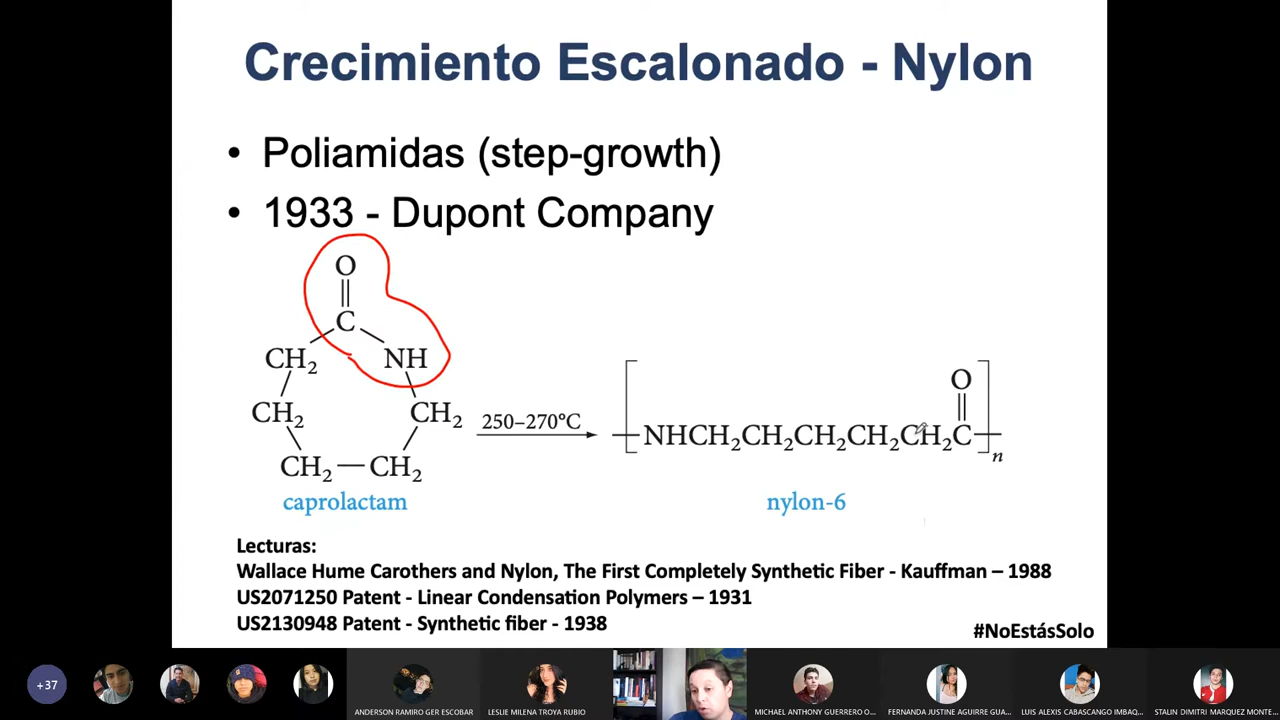 Crecimiento Escalonado - Nylon
• Poliamidas (step-growth)
• 1933 - Dupont Company
O
C
CH₂ NH
CH₂ CH₂
CH₂ — CH₂
caprolactam
250–270°C
O
NHCH₂CH₂CH₂CH₂CH₂C
n
nylon-6
Lecturas:
Wallace Hume Carothers and Nylon, The First Completely Synthetic Fiber - Kauffman – 1988
US2071250 Patent - Linear Condensation Polymers – 1931
US2130948 Patent - Synthetic fiber - 1938
#NoEstásSolo
+37
ANDERSON RAMIRO GER ESCOBAR
LESLIE MILENA TROYA RUBIO
MICHAEL ANTHONY GUERRERO O...
FERNANDA JUSTINE AGUIRRE GUA...
LUIS ALEXIS CABASCANGO IMBAQ...
STALIN DIMITRI MARQUEZ MONTE...